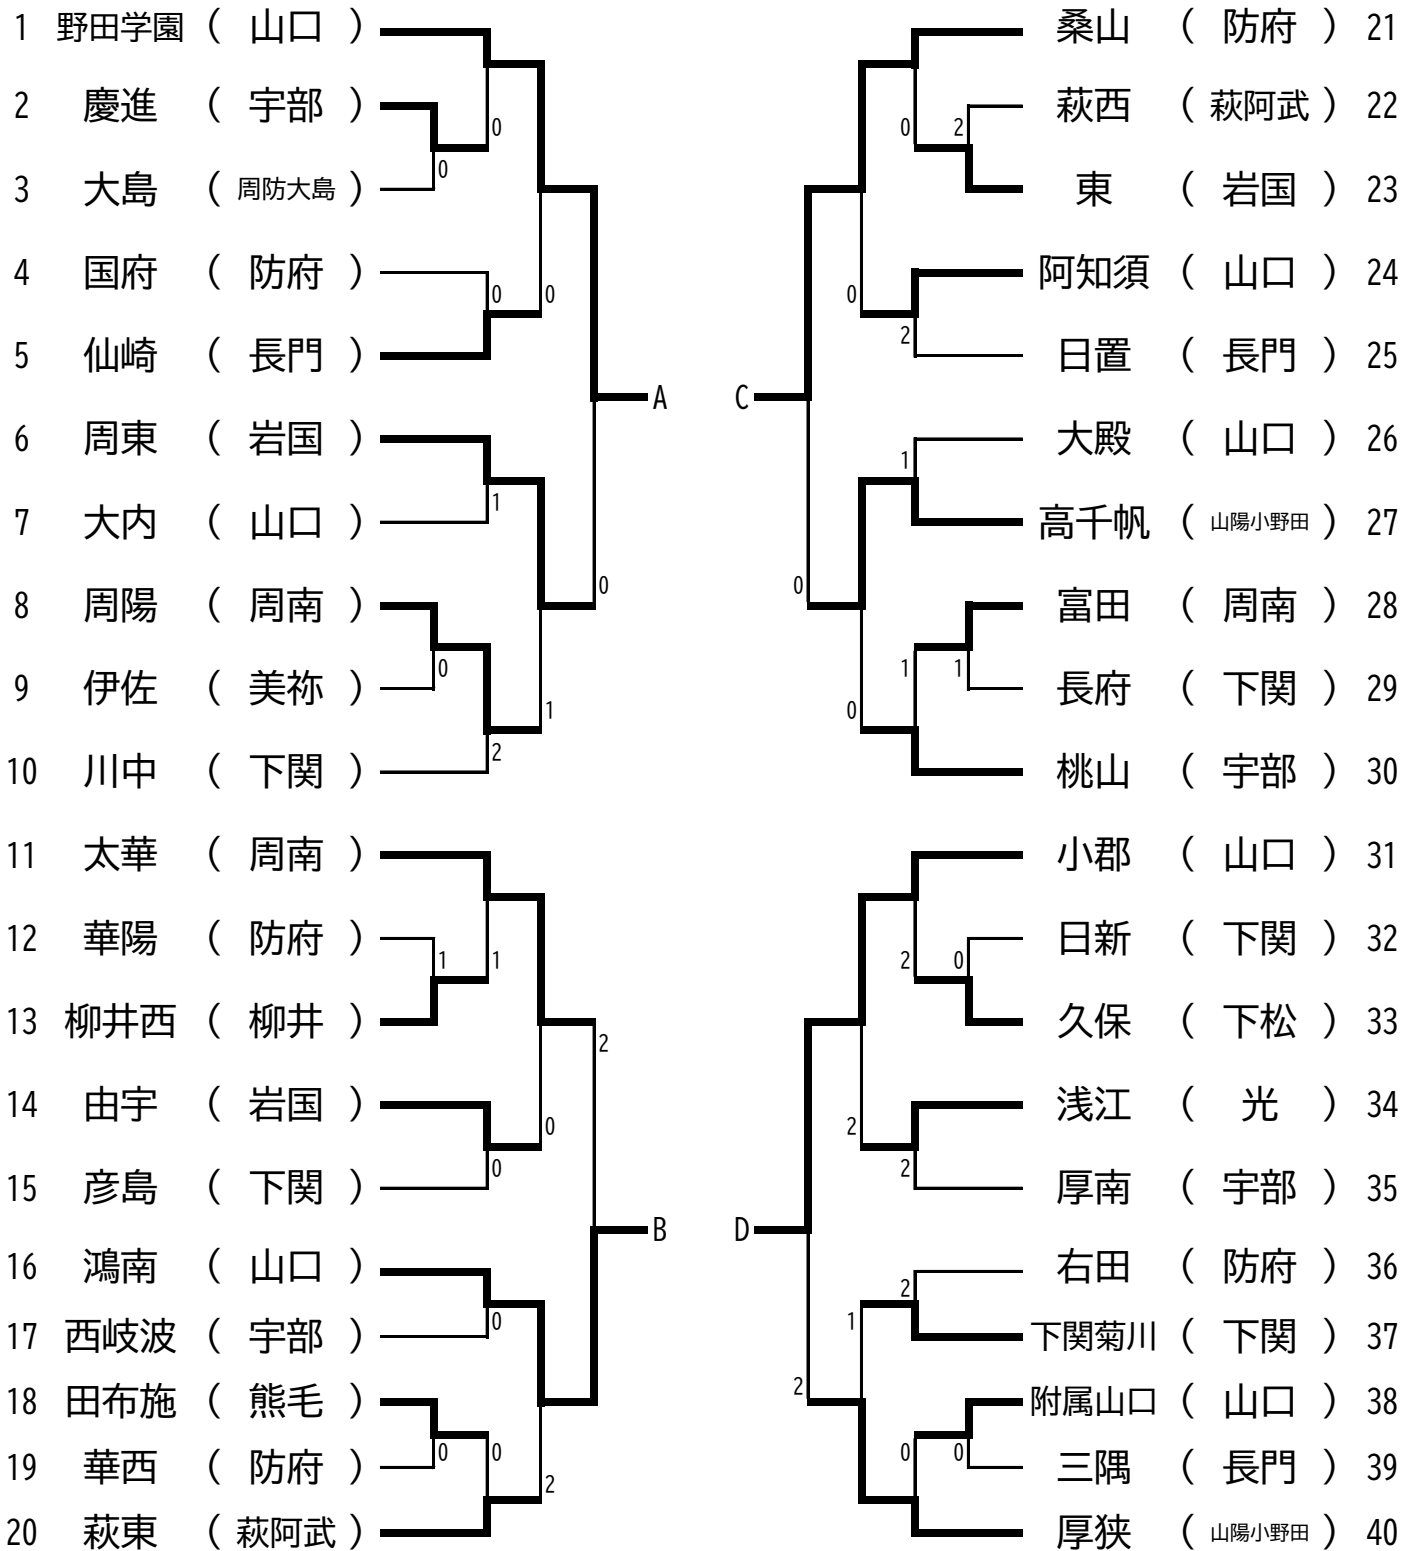 1 野田学園 ( 山口 )
2 慶進 ( 宇部 )
0
0
3 大島 ( 周防大島 )
4 国府 ( 防府 )
0
0
5 仙崎 ( 長門 )
A
6 周東 ( 岩国 )
1
7 大内 ( 山口 )
0
8 周陽 ( 周南 )
0
9 伊佐 ( 美祢 )
1
2
10 川中 ( 下関 )
11 太華 ( 周南 )
12 華陽 ( 防府 )
1
1
13 柳井西 ( 柳井 )
2
14 由宇 ( 岩国 )
0
0
15 彦島 ( 下関 )
B
16 鴻南 ( 山口 )
0
17 西岐波 ( 宇部 )
18 田布施 ( 熊毛 )
0
0
19 華西 ( 防府 )
2
20 萩東 ( 萩阿武 )
桑山 ( 防府 ) 21
萩西 ( 萩阿武 ) 22
0
2
東 ( 岩国 ) 23
阿知須 ( 山口 ) 24
0
2
日置 ( 長門 ) 25
C
大殿 ( 山口 ) 26
1
高千帆 ( 山陽小野田 ) 27
0
富田 ( 周南 ) 28
1
1
長府 ( 下関 ) 29
0
桃山 ( 宇部 ) 30
小郡 ( 山口 ) 31
日新 ( 下関 ) 32
2
0
久保 ( 下松 ) 33
浅江 ( 光 ) 34
2
2
厚南 ( 宇部 ) 35
D
右田 ( 防府 ) 36
2
1
下関菊川 ( 下関 ) 37
2
附属山口 ( 山口 ) 38
0
0
三隅 ( 長門 ) 39
厚狭 ( 山陽小野田 ) 40